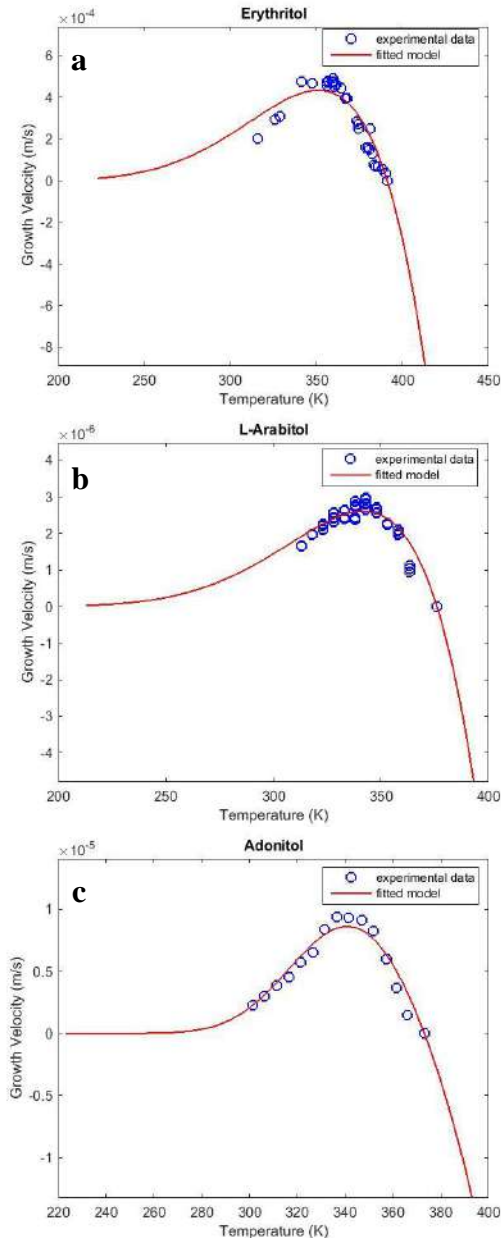 Erythritol
×10⁻⁴
a
experimental data
fitted model
6
4
2
0
-2
-4
-6
-8
Growth Velocity (m/s)
200 250 300 350 400 450
Temperature (K)
L-Arabitol
×10⁻⁶
b
experimental data
fitted model
4
3
2
1
0
-1
-2
-3
-4
Growth Velocity (m/s)
200 250 300 350 400
Temperature (K)
Adonitol
×10⁻⁵
c
experimental data
fitted model
1
0.5
0
-0.5
-1
Growth Velocity (m/s)
220 240 260 280 300 320 340 360 380 400
Temperature (K)